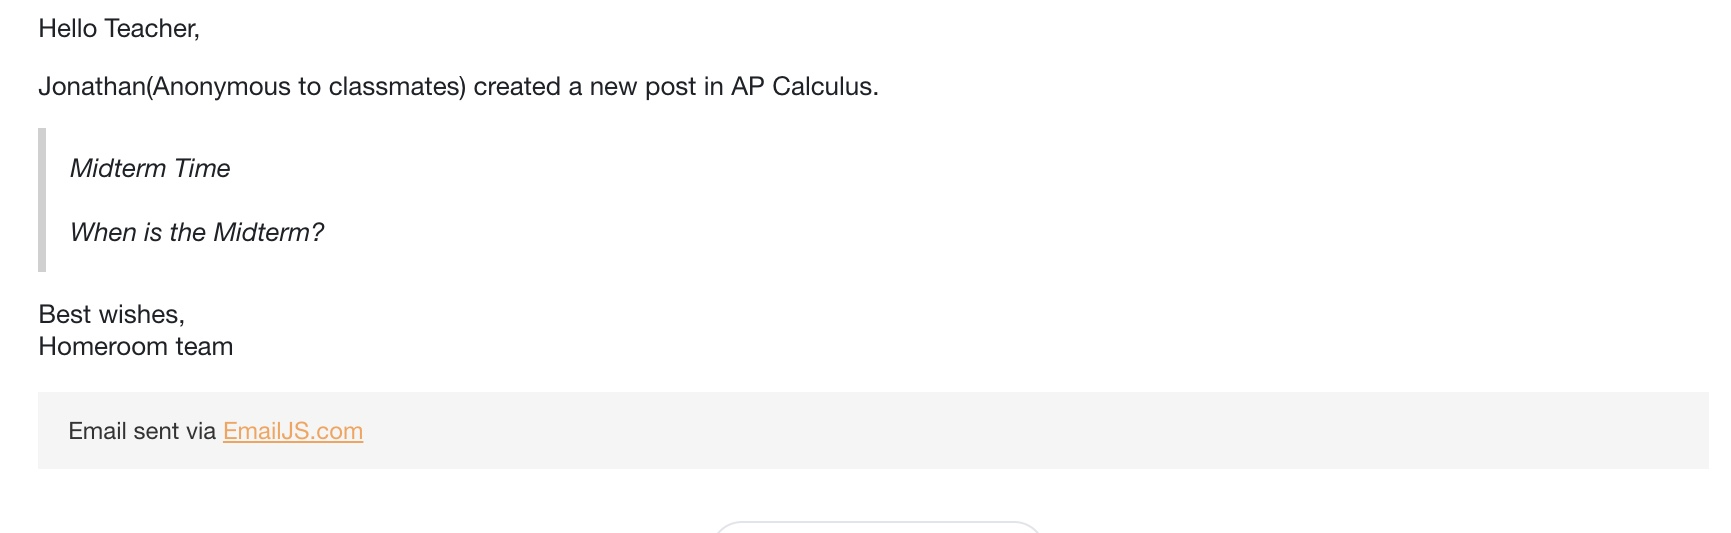 Hello Teacher,
Jonathan(Anonymous to classmates) created a new post in AP Calculus.
Midterm Time
When is the Midterm?
Best wishes,
Homeroom team
Email sent via EmailJS.com